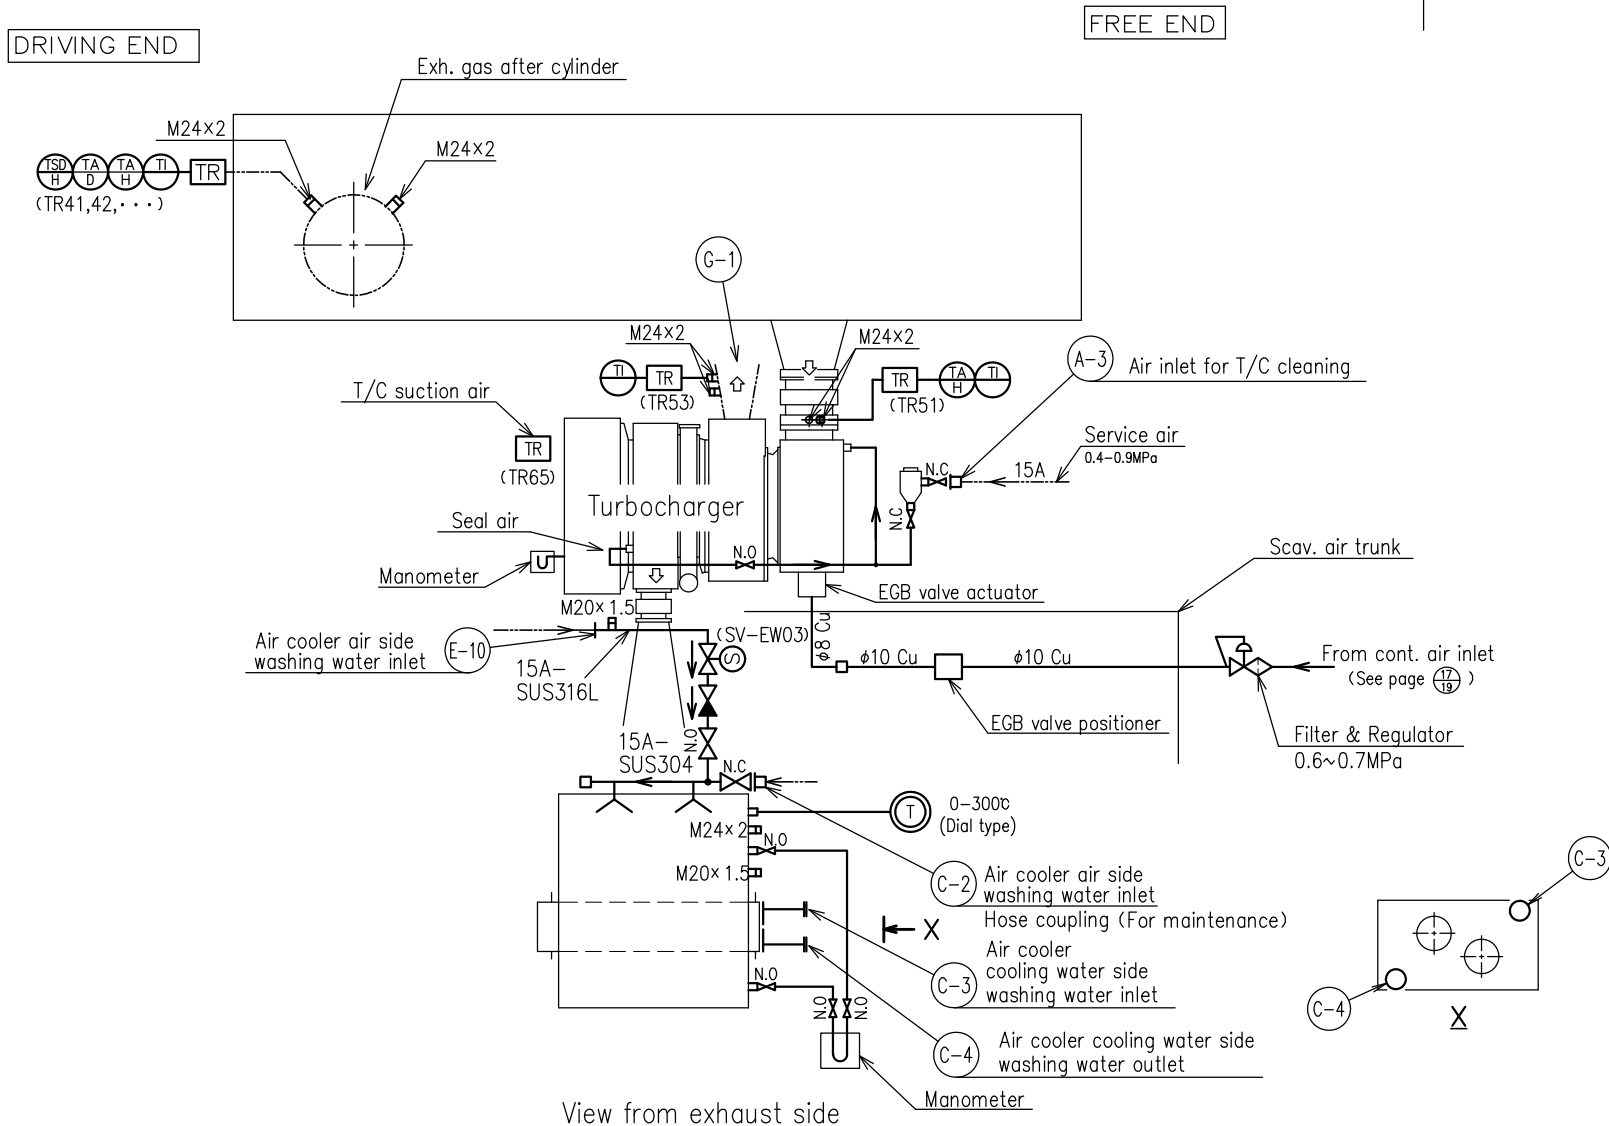 FREE END
DRIVING END
Exh. gas after cylinder
M24×2
M24×2
TSD
H
TA
D
TA
H
TI
TR
(TR41,42,···)
G-1
M24×2
M24×2
A-3
Air inlet for T/C cleaning
TI
TR
(TR53)
TR
TA
H
TI
(TR51)
T/C suction air
TR
(TR65)
Service air
0.4-0.9MPa
N.C
15A
N.C
Turbocharger
Seal air
N.O
Scav. air trunk
Manometer
EGB valve actuator
M20×1.5
(SV-EW03)
φ8 Cu
Air cooler air side
washing water inlet
E-10
S
φ10 Cu
φ10 Cu
From cont. air inlet
(See page 17
19 )
15A-
SUS316L
EGB valve positioner
Filter & Regulator
0.6~0.7MPa
15A-
SUS304
N.O
N.C
T
0-300℃
(Dial type)
M24×2
N.O
M20×1.5
C-2
Air cooler air side
washing water inlet
Hose coupling (For maintenance)
X
C-3
Air cooler
cooling water side
washing water inlet
C-3
N.O
N.O
N.O
C-4
X
C-4
Air cooler cooling water side
washing water outlet
Manometer
View from exhaust side